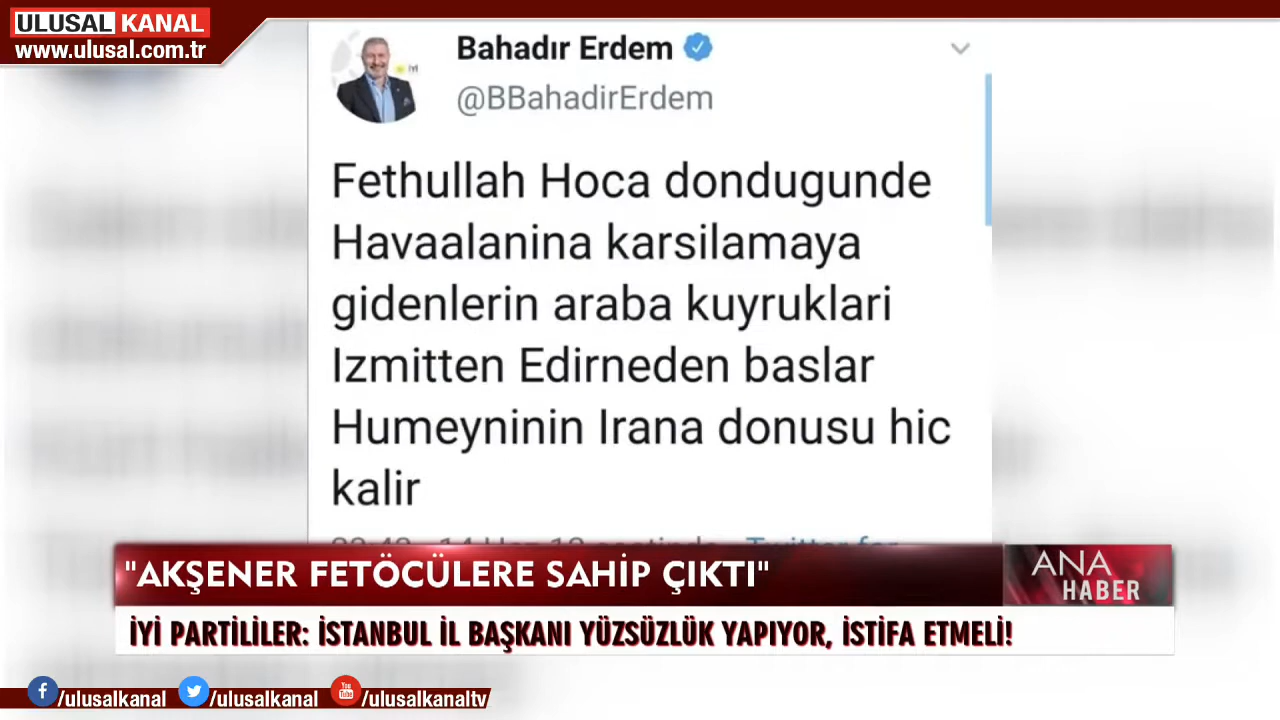 ULUSAL KANAL
www.ulusal.com.tr
Bahadır Erdem
@BBahadirErdem
İYİ
Fethullah Hoca dondugunde
Havaalanina karsilamaya
gidenlerin araba kuyruklari
Izmitten Edirneden baslar
Humeyninin Irana donusu hic
kalir
"AKŞENER FETÖCÜLERE SAHİP ÇIKTI"
ANA
HABER
İYİ PARTİLİLER: İSTANBUL İL BAŞKANI YÜZSÜZLÜK YAPIYOR, İSTİFA ETMELİ!
/ulusalkanal
/ulusalkanal
/ulusalkanaltv